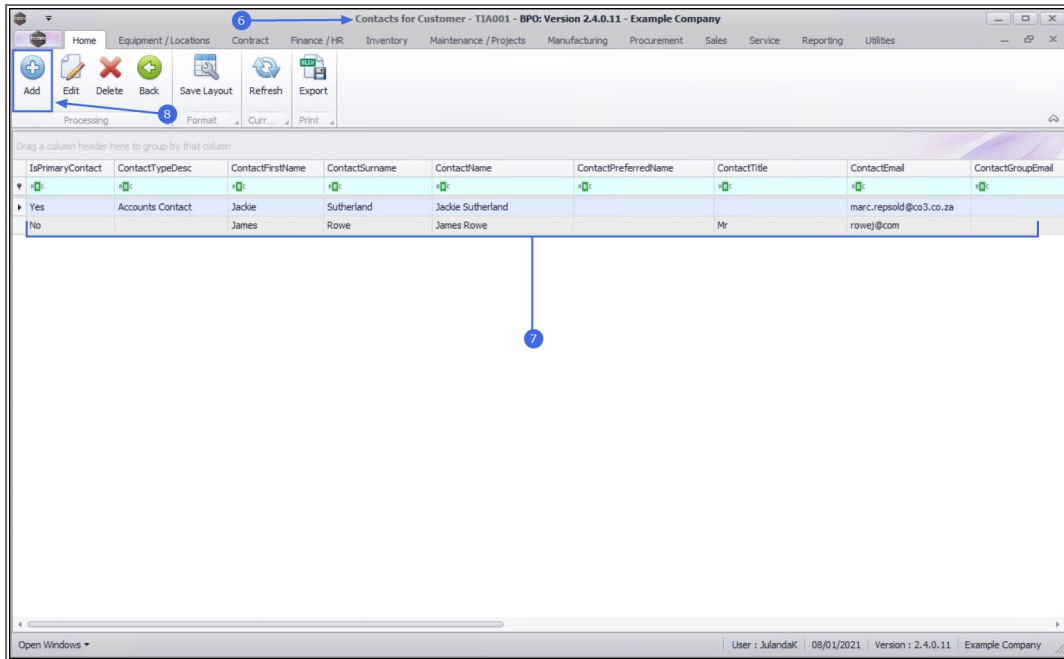 6 Contacts for Customer - TIA001 - BPO: Version 2.4.0.11 - Example Company
Home Equipment / Locations Contract Finance / HR Inventory Maintenance / Projects Manufacturing Procurement Sales Service Reporting Utilities
Add Edit Delete Back Save Layout Refresh Export
8
Processing Format Curr... Print
Drag a column header here to group by that column
IsPrimaryContact ContactTypeDesc ContactFirstName ContactSurname ContactName ContactPreferredName ContactTitle ContactEmail ContactGroupEmail
Yes Accounts Contact Jackie Sutherland Jackie Sutherland marc.repsold@co3.co.za
No James Rowe James Rowe Mr rowej@com
7
Open Windows User : JulandaK 08/01/2021 Version : 2.4.0.11 Example Company